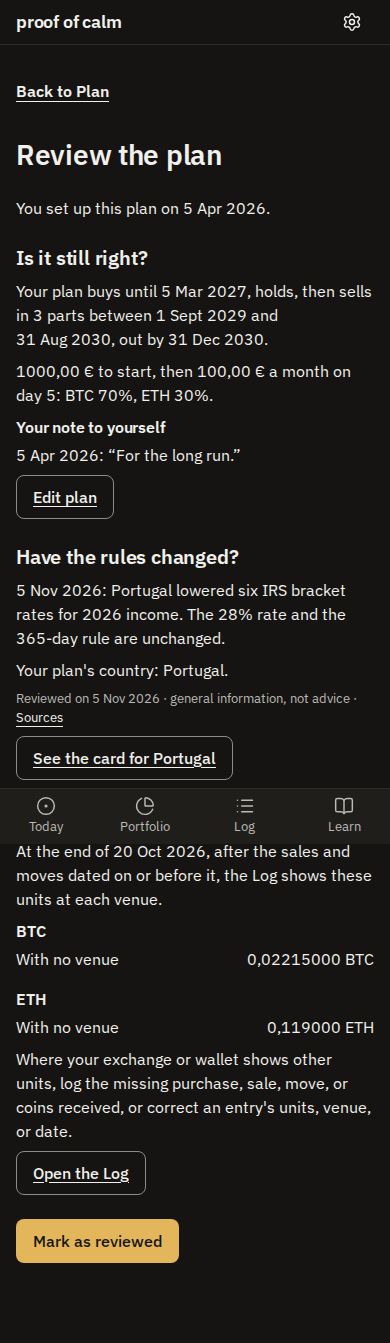 proof of calm
Back to Plan
Review the plan
You set up this plan on 5 Apr 2026.
Is it still right?
Your plan buys until 5 Mar 2027, holds, then sells
in 3 parts between 1 Sept 2029 and
31 Aug 2030, out by 31 Dec 2030.
1000,00 € to start, then 100,00 € a month on
day 5: BTC 70%, ETH 30%.
Your note to yourself
5 Apr 2026: “For the long run.”
Edit plan
Have the rules changed?
5 Nov 2026: Portugal lowered six IRS bracket
rates for 2026 income. The 28% rate and the
365-day rule are unchanged.
Your plan's country: Portugal.
Reviewed on 5 Nov 2026 · general information, not advice ·
Sources
See the card for Portugal
Today
Portfolio
Log
Learn
At the end of 20 Oct 2026, after the sales and
moves dated on or before it, the Log shows these
units at each venue.
BTC
With no venue 0,02215000 BTC
ETH
With no venue 0,119000 ETH
Where your exchange or wallet shows other
units, log the missing purchase, sale, move, or
coins received, or correct an entry's units, venue,
or date.
Open the Log
Mark as reviewed